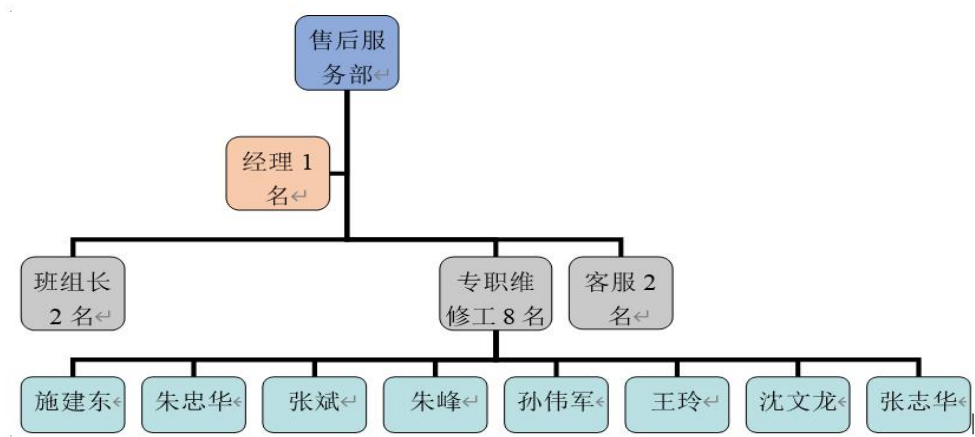 售后服
务部
经理 1
名
班组长
2 名
专职维
修工 8 名
客服 2
名
施建东
朱忠华
张斌
朱峰
孙伟军
王玲
沈文龙
张志华